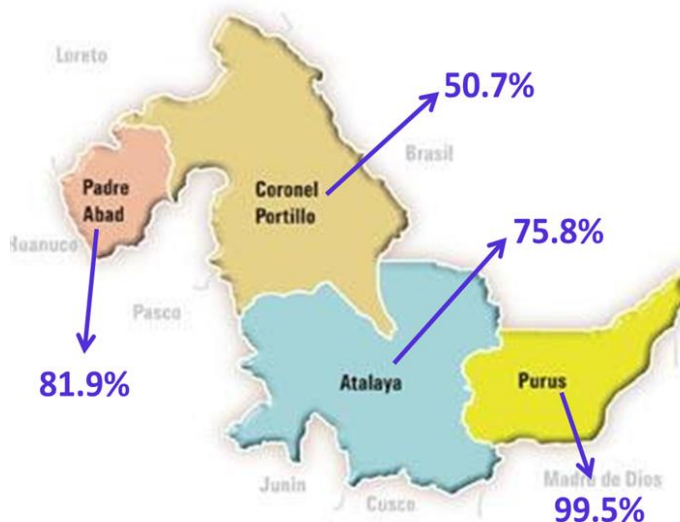 Loreto
50.7%
Brasil
Padre
Abad
Coronel
Portillo
75.8%
Huanuco
Pasco
81.9%
Atalaya
Purus
Junin
Cusco
Madre de Dios
99.5%